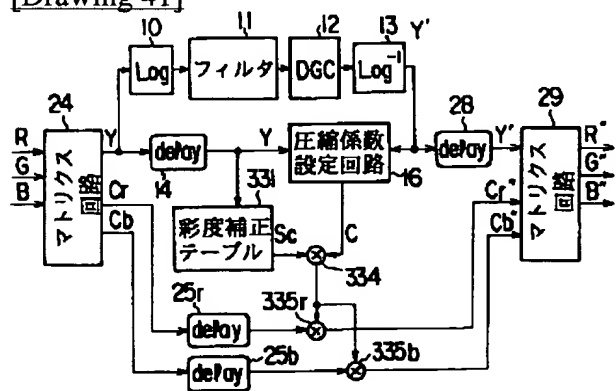 [Drawing 41]
10
Log
11
フィルタ
12
DGC
13
Log⁻¹
Y'
24
マトリクス回路
R
G
B
Y
Cr
Cb
delay
14
Y
圧縮係数
設定回路
16
28
delay
Y'
29
マトリクス回路
R"
G"
B"
331
彩度補正
テーブル
Sc
C
334
Cr"
Cb"
25r
delay
335r
delay
25b
335b